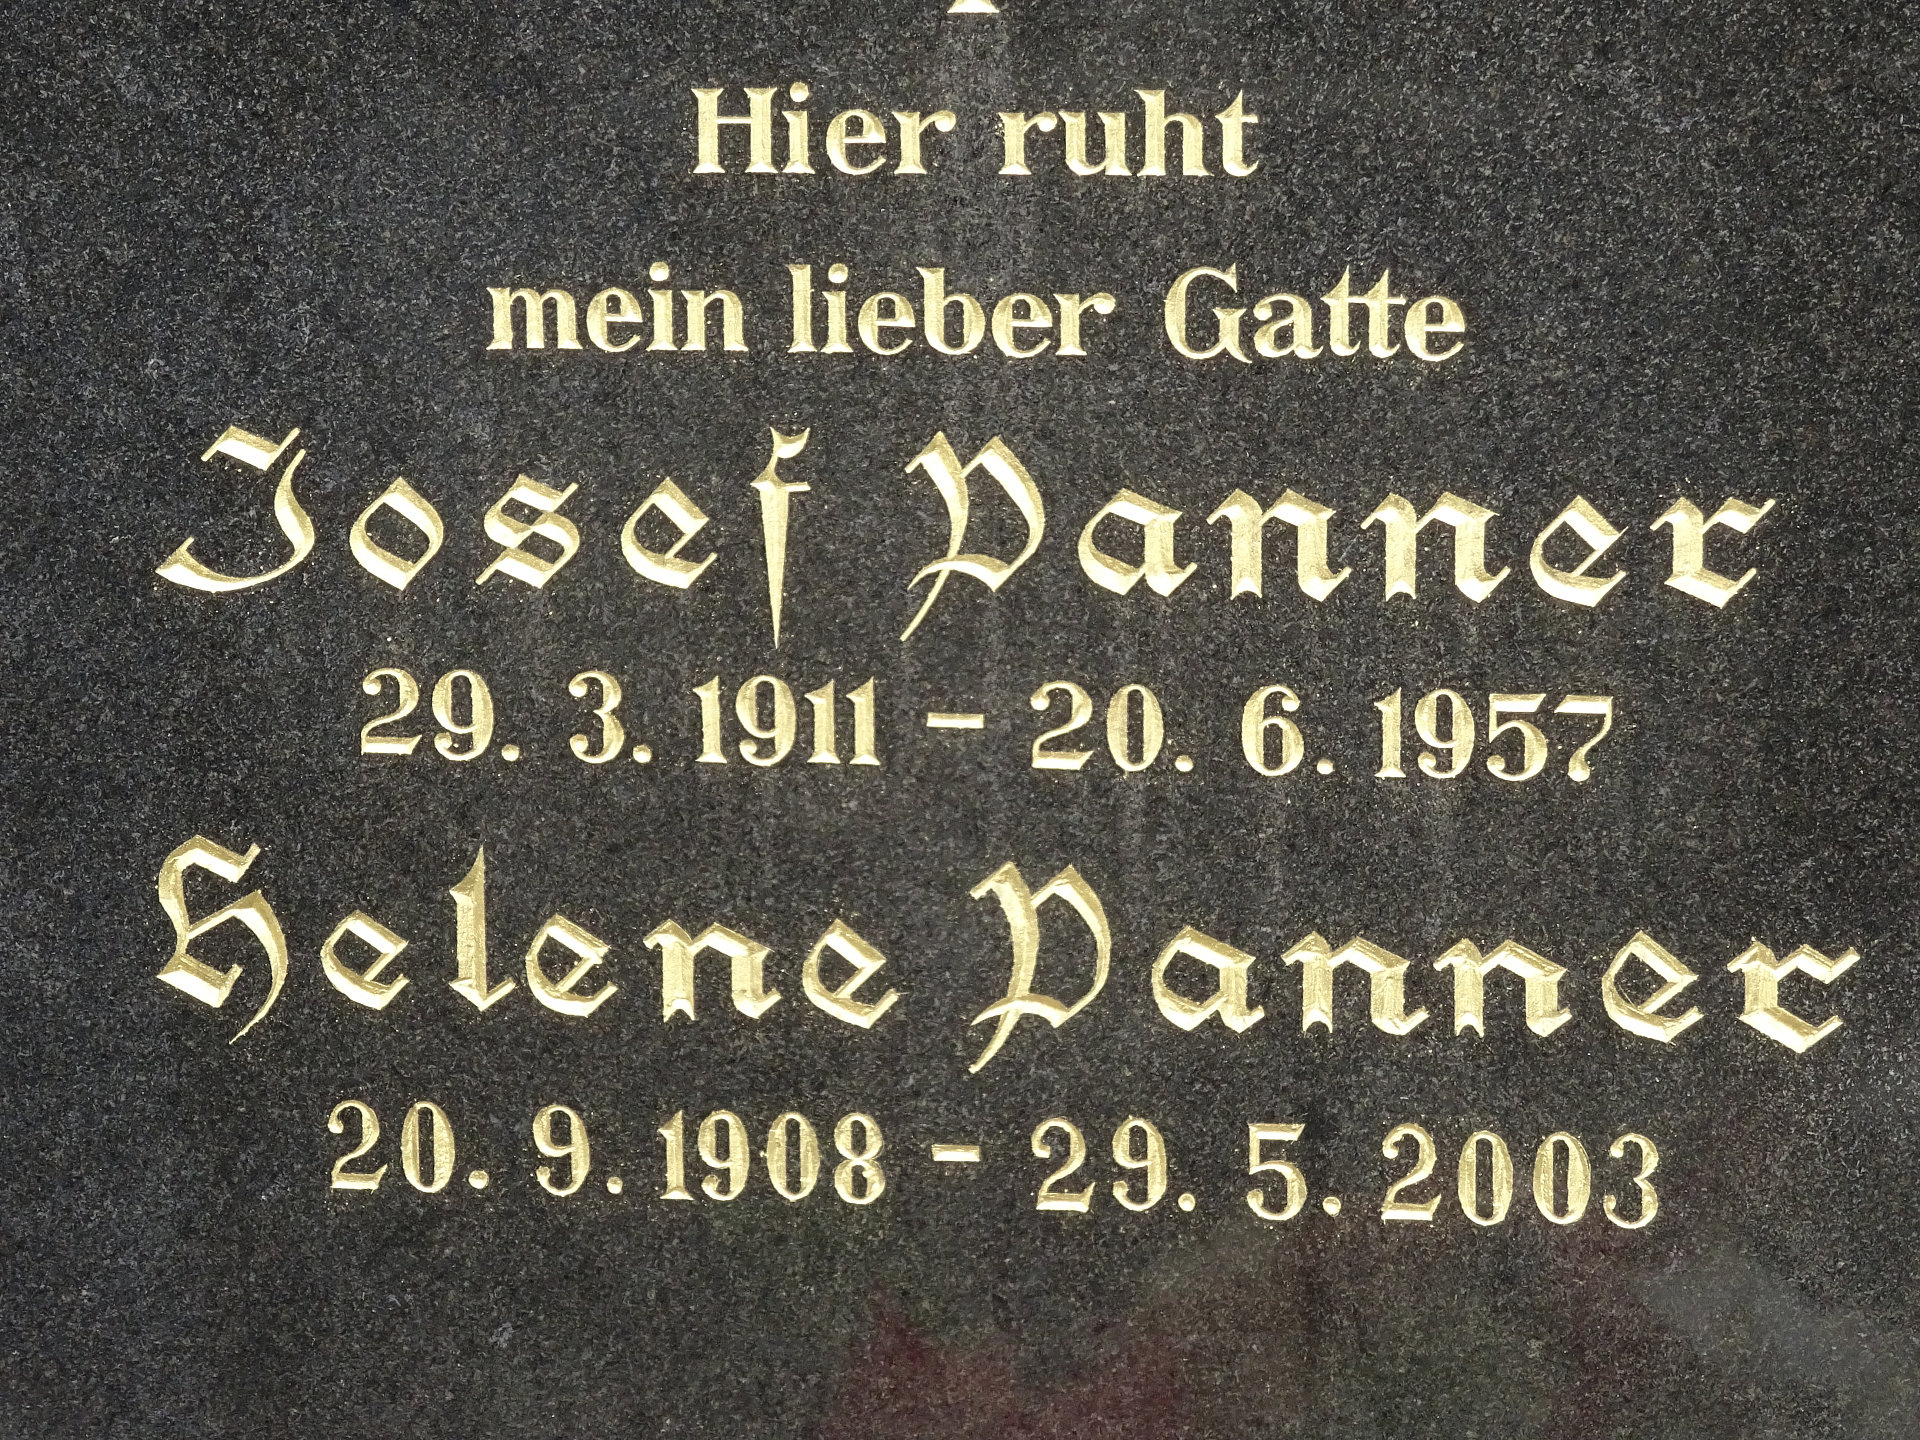 Hier ruht
mein lieber Gatte
Josef Panner
29. 3. 1911 - 20. 6. 1957
Helene Panner
20. 9. 1908 - 29. 5. 2003